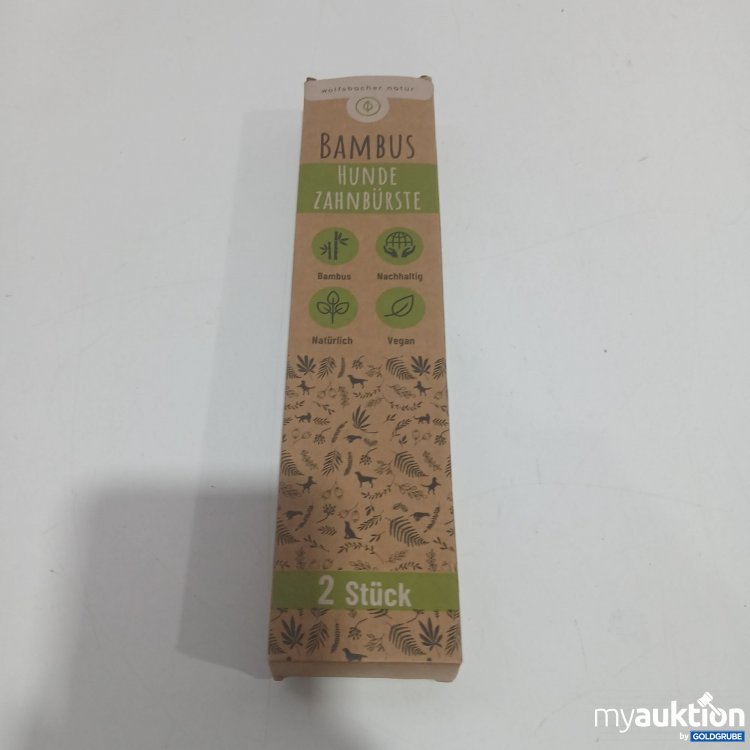 wolfsbacher natur
BAMBUS
HUNDE
ZAHNBÜRSTE
Bambus Nachhaltig
Natürlich Vegan
2 Stück
myauktion
by GOLDGRUBE